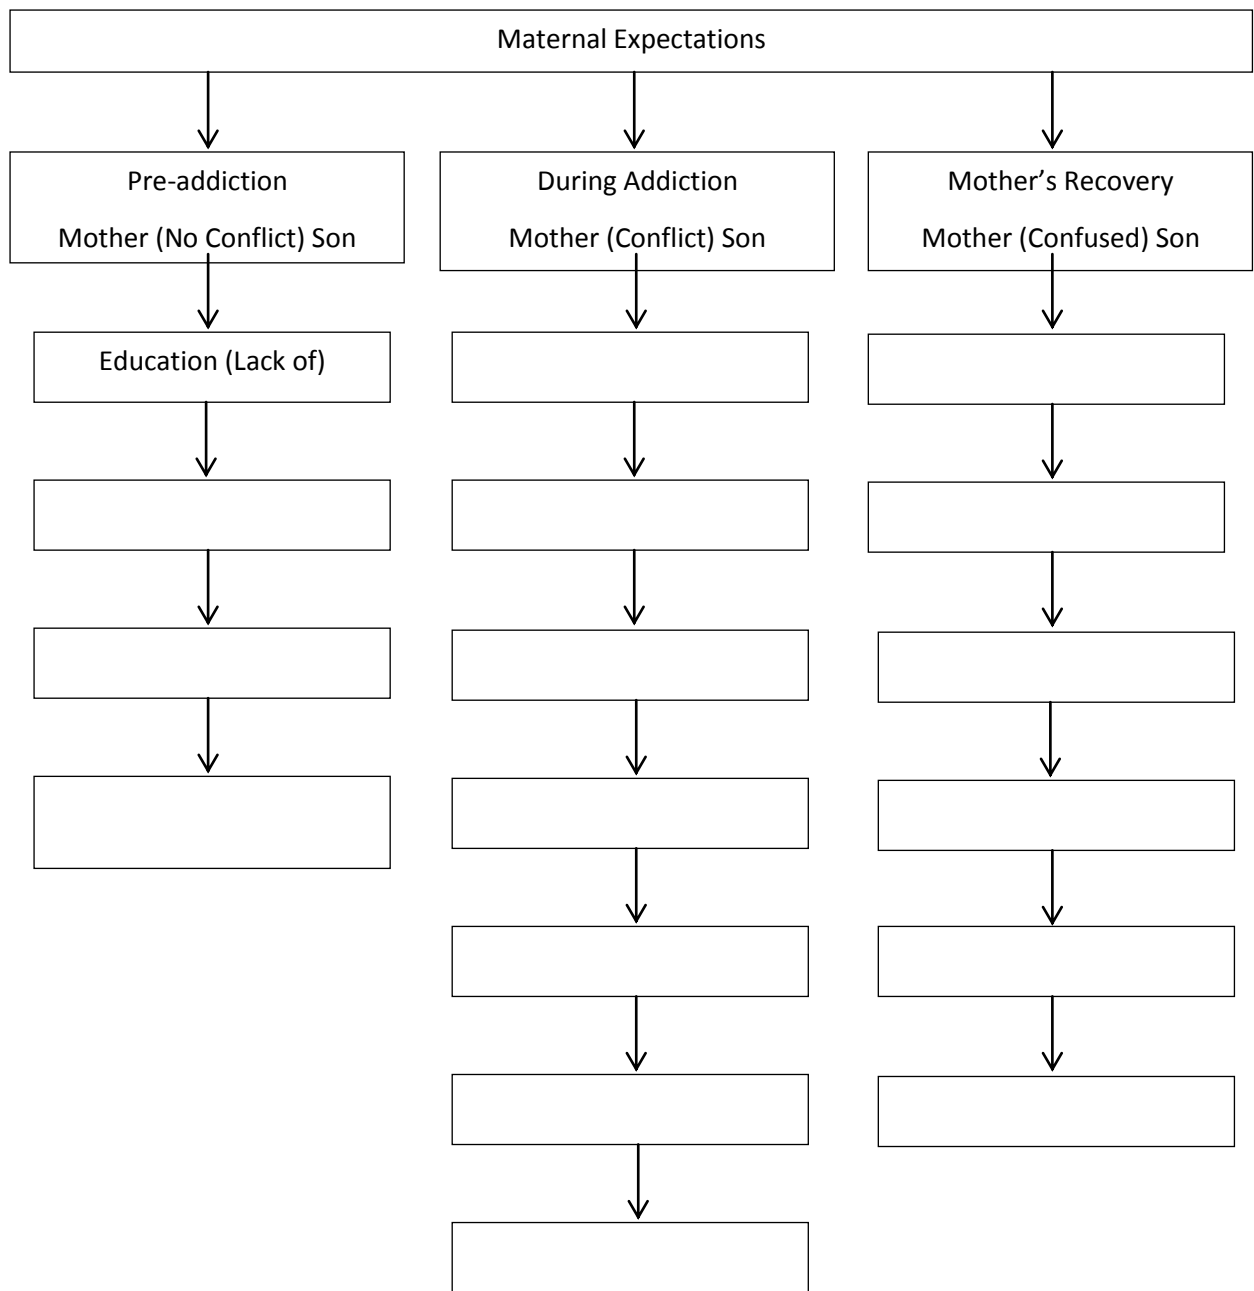 Maternal Expectations
Pre-addiction
Mother (No Conflict) Son
During Addiction
Mother (Conflict) Son
Mother’s Recovery
Mother (Confused) Son
Education (Lack of)